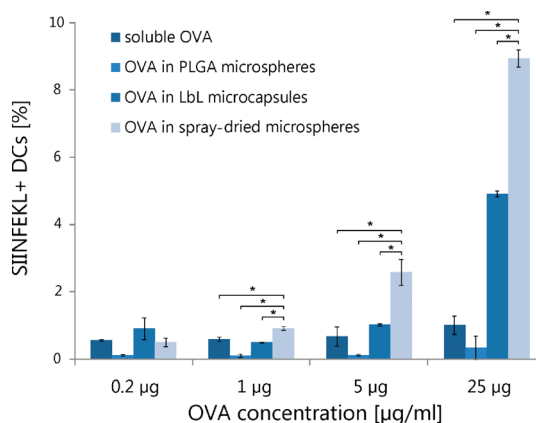 10
8
6
4
2
0
SIINFEKL+ DCs [%]
soluble OVA
OVA in PLGA microspheres
OVA in LbL microcapsules
OVA in spray-dried microspheres
*
*
*
*
*
*
*
*
*
0.2 µg 1 µg 5 µg 25 µg
OVA concentration [µg/ml]